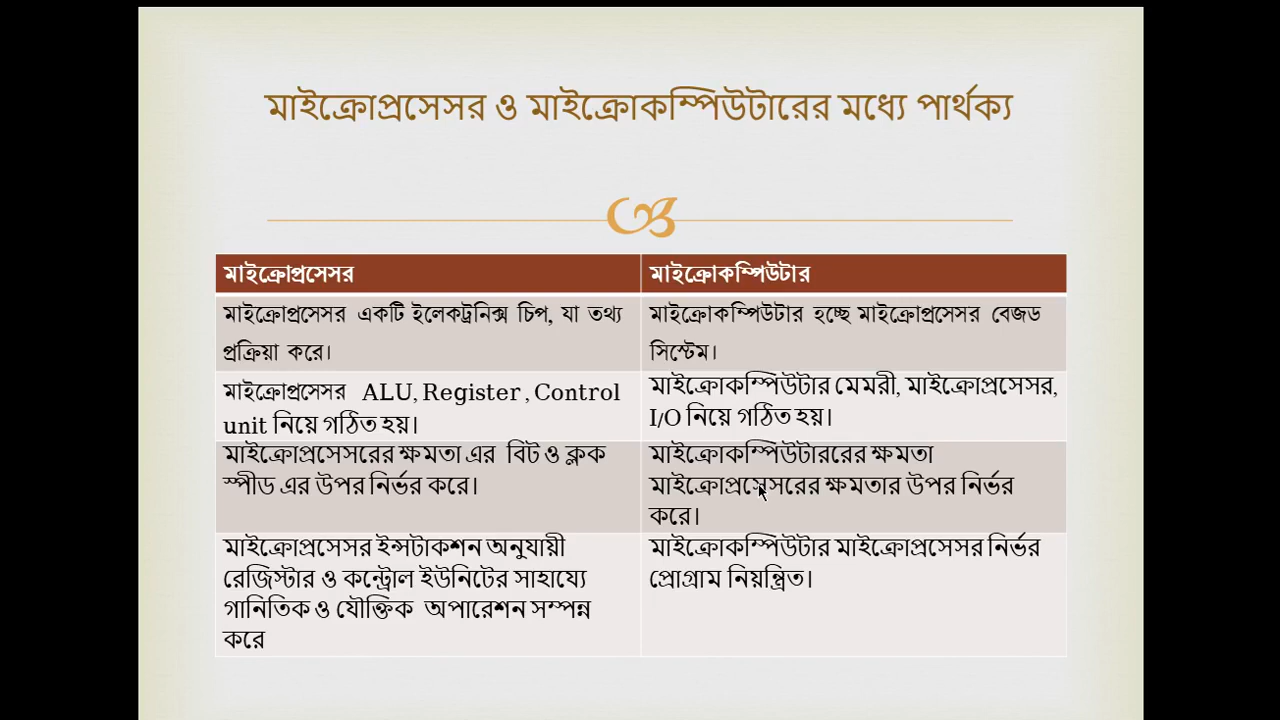 মাইক্রোপ্রসেসর ও মাইক্রোকম্পিউটারের মধ্যে পার্থক্য
মাইক্রোপ্রসেসর
মাইক্রোকম্পিউটার
মাইক্রোপ্রসেসর একটি ইলেকট্রনিক্স চিপ, যা তথ্য
প্রক্রিয়া করে।
মাইক্রোকম্পিউটার হচ্ছে মাইক্রোপ্রসেসর বেজড
সিস্টেম।
মাইক্রোপ্রসেসর ALU, Register , Control
unit নিয়ে গঠিত হয়।
মাইক্রোকম্পিউটার মেমরী, মাইক্রোপ্রসেসর,
I/O নিয়ে গঠিত হয়।
মাইক্রোপ্রসেসরের ক্ষমতা এর বিট ও ক্লক
স্পীড এর উপর নির্ভর করে।
মাইক্রোকম্পিউটাররের ক্ষমতা
মাইক্রোপ্রসেসরের ক্ষমতার উপর নির্ভর
করে।
মাইক্রোপ্রসেসর ইন্সটাকশন অনুযায়ী
রেজিস্টার ও কন্ট্রোল ইউনিটের সাহায্যে
গানিতিক ও যৌক্তিক অপারেশন সম্পন্ন
করে
মাইক্রোকম্পিউটার মাইক্রোপ্রসেসর নির্ভর
প্রোগ্রাম নিয়ন্ত্রিত।